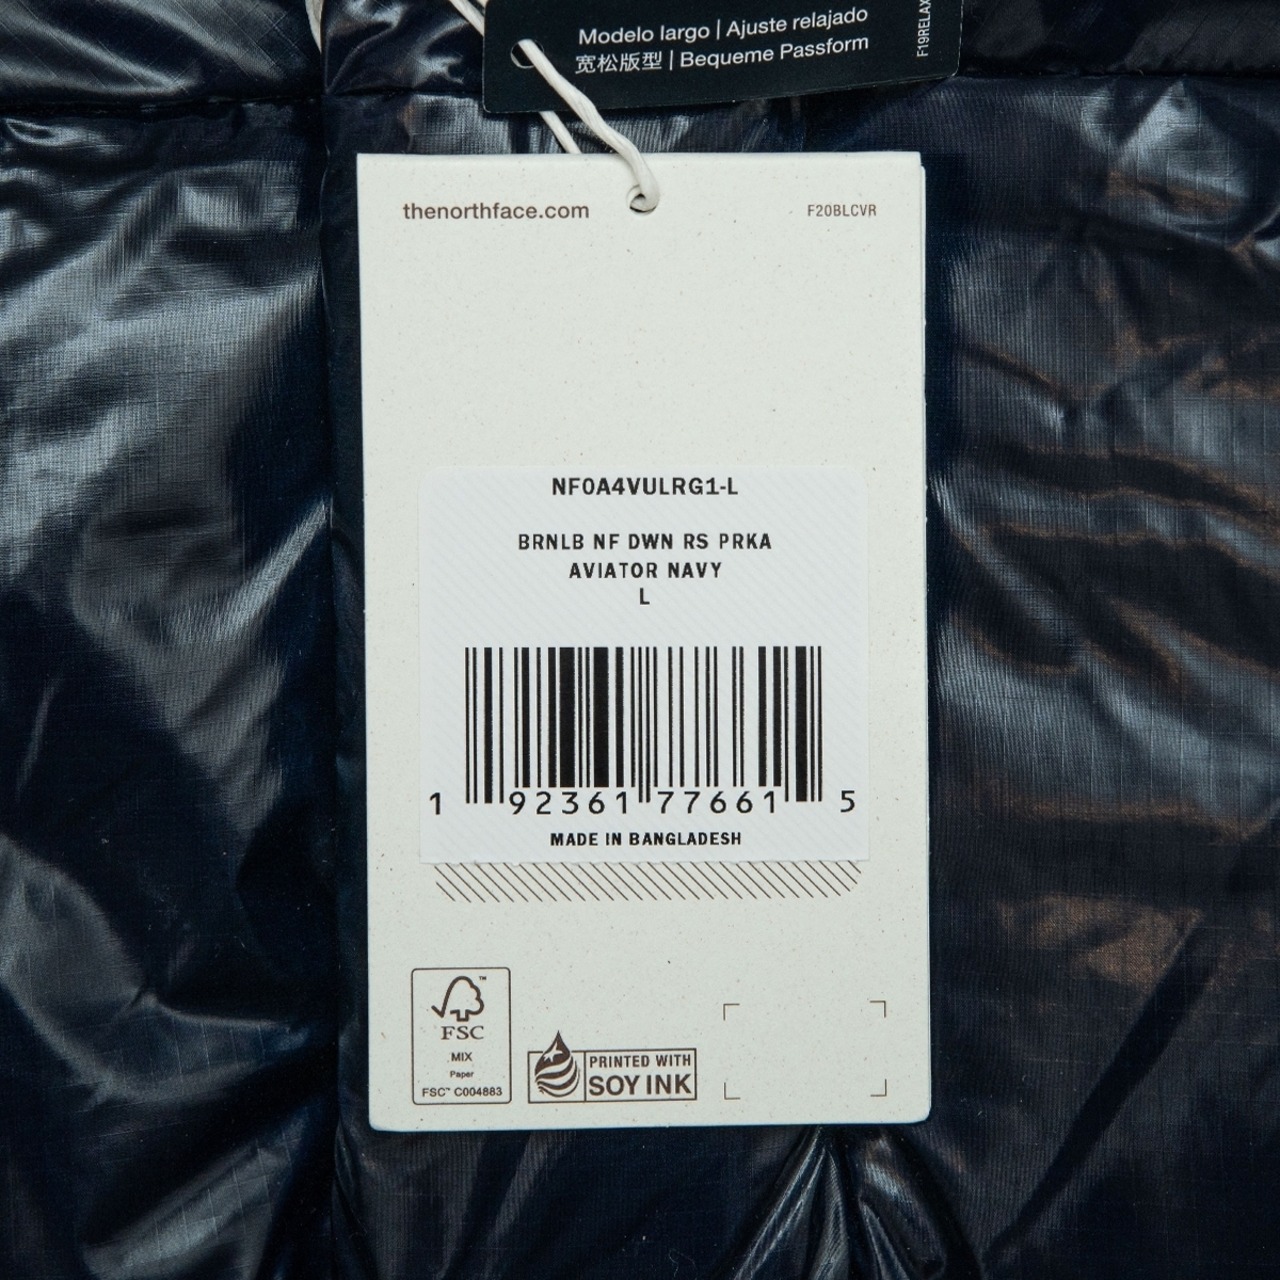 Modelo largo | Ajuste relajado
宽松版型 | Bequeme Passform
F19RELAX
thenorthface.com
F20BLCVR
NF0A4VULRG1-L
BRNLB NF DWN RS PRKA
AVIATOR NAVY
L
1 92361 77661 5
MADE IN BANGLADESH
FSC
MIX
Paper
FSC™ C004883
PRINTED WITH
SOY INK